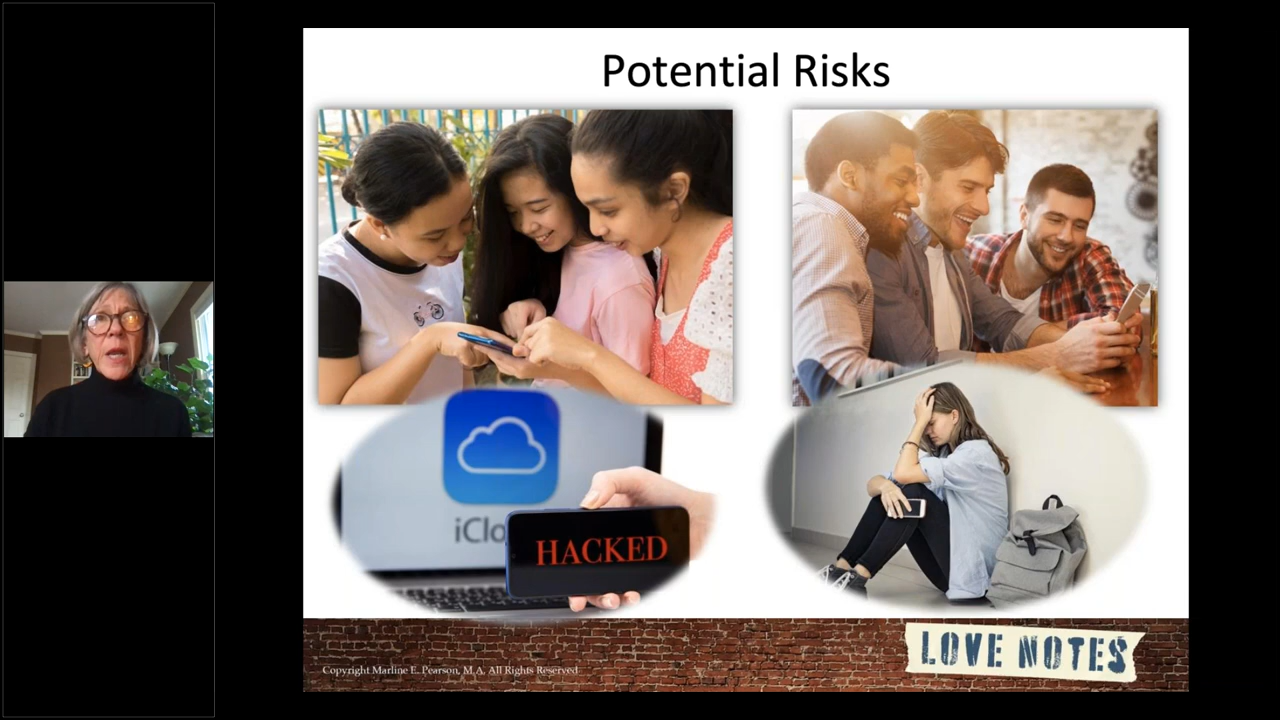 Potential Risks
iClo
HACKED
LOVE NOTES
Copyright Marline E. Pearson, M.A. All Rights Reserved